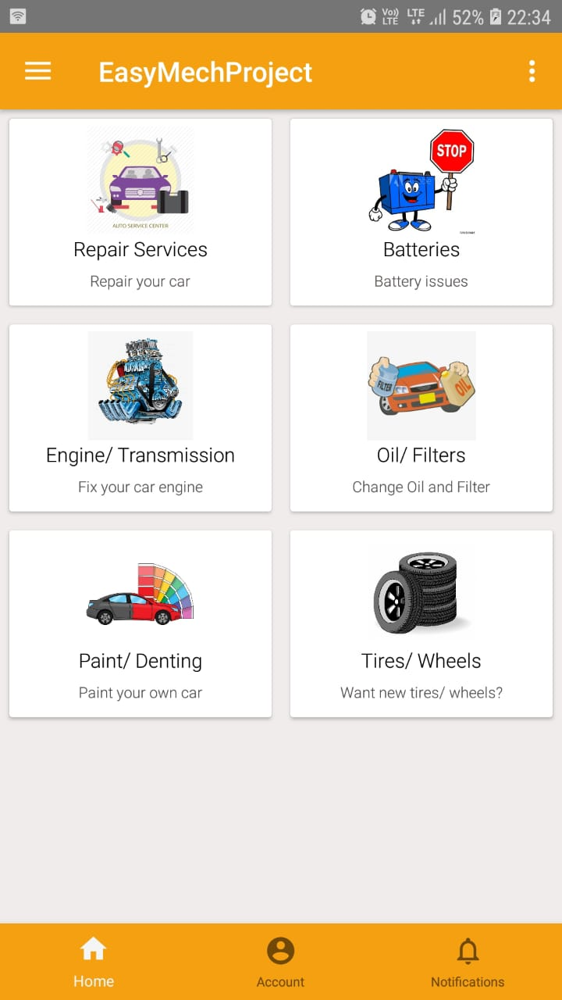 Vo)) LTE
LTE
52%
22:34
EasyMechProject
AUTO SERVICE CENTER
Repair Services
Repair your car
STOP
Batteries
Battery issues
Engine/ Transmission
Fix your car engine
FILTER
OIL
Oil/ Filters
Change Oil and Filter
Paint/ Denting
Paint your own car
Tires/ Wheels
Want new tires/ wheels?
Home
Account
Notifications